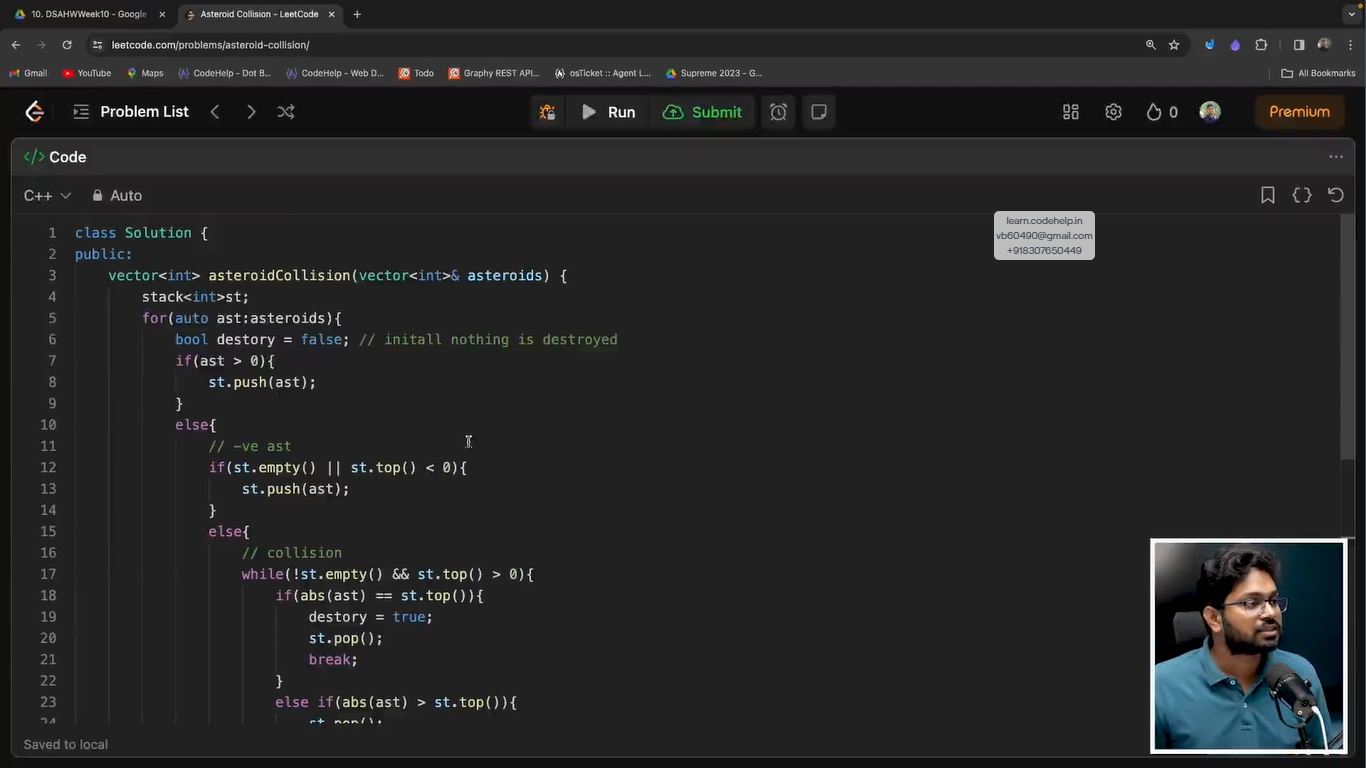 10. DSAHWWeek10 - Google
Asteroid Collision - LeetCode
leetcode.com/problems/asteroid-collision/
Gmail
YouTube
Maps
CodeHelp - Dot B...
CodeHelp - Web D...
Todo
Graphy REST API...
osTicket :: Agent L...
Supreme 2023 - G...
All Bookmarks
Problem List
Run
Submit
0
Premium
</> Code
C++
Auto
learn.codehelp.in
vb60490@gmail.com
+918307650449
1 class Solution {
2 public:
3 vector<int> asteroidCollision(vector<int>& asteroids) {
4 stack<int>st;
5 for(auto ast:asteroids){
6 bool destory = false; // initall nothing is destroyed
7 if(ast > 0){
8 st.push(ast);
9 }
10 else{
11 // -ve ast
12 if(st.empty() || st.top() < 0){
13 st.push(ast);
14 }
15 else{
16 // collision
17 while(!st.empty() && st.top() > 0){
18 if(abs(ast) == st.top()){
19 destory = true;
20 st.pop();
21 break;
22 }
23 else if(abs(ast) > st.top()){
24 st.pop();
Saved to local